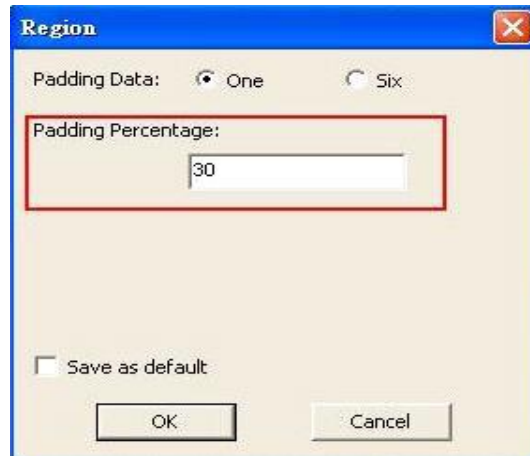 Region
Padding Data: One Six
Padding Percentage:
30
Save as default
OK Cancel